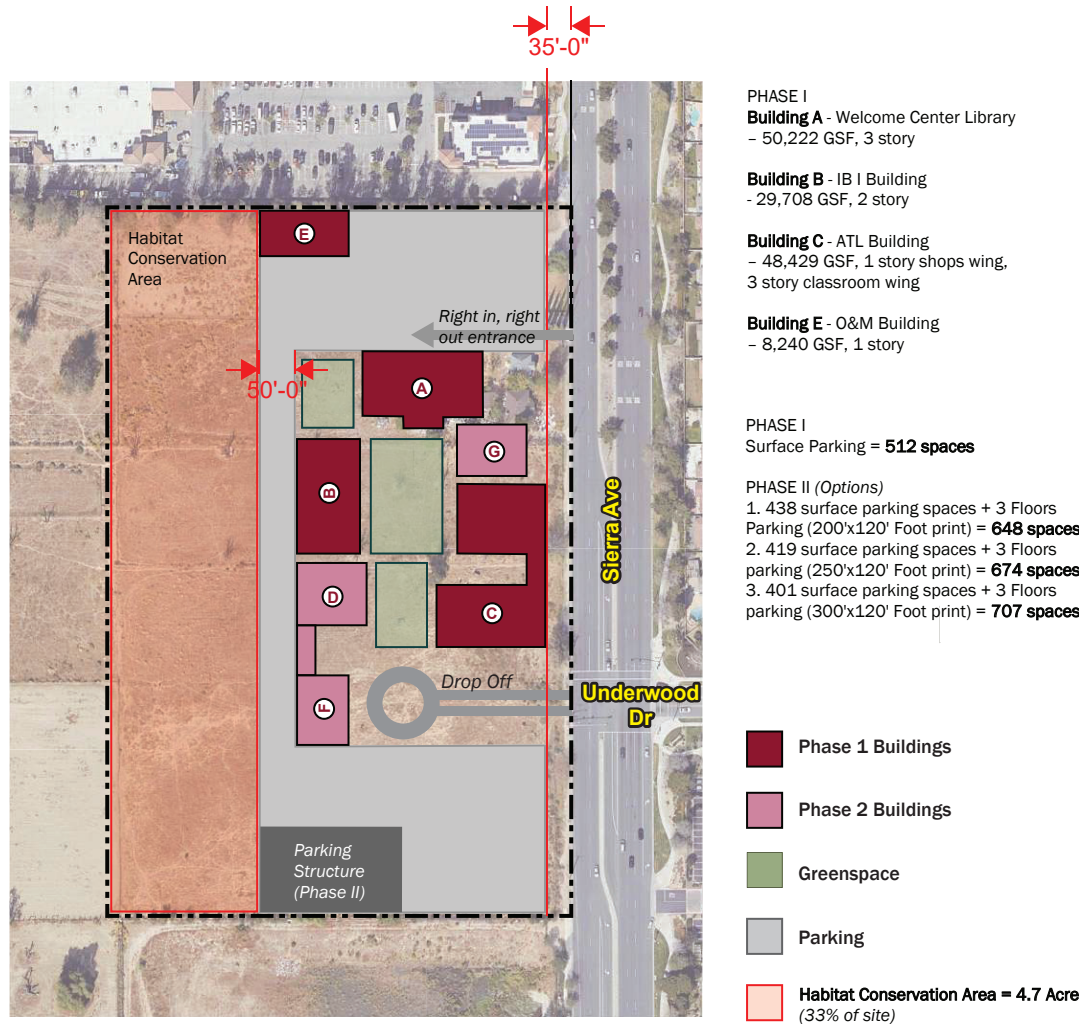 35'-0"
PHASE I
Building A - Welcome Center Library
– 50,222 GSF, 3 story
Building B - IB I Building
- 29,708 GSF, 2 story
Building C - ATL Building
– 48,429 GSF, 1 story shops wing,
3 story classroom wing
Building E - O&M Building
– 8,240 GSF, 1 story
PHASE I
Surface Parking = 512 spaces
PHASE II (Options)
1. 438 surface parking spaces + 3 Floors
Parking (200'x120' Foot print) = 648 spaces
2. 419 surface parking spaces + 3 Floors
parking (250'x120' Foot print) = 674 spaces
3. 401 surface parking spaces + 3 Floors
parking (300'x120' Foot print) = 707 spaces
Habitat
Conservation
Area
E
Right in, right
out entrance
50'-0"
A
G
B
Sierra Ave
D
C
Drop Off
Underwood
Dr
F
Parking
Structure
(Phase II)
Phase 1 Buildings
Phase 2 Buildings
Greenspace
Parking
Habitat Conservation Area = 4.7 Acre
(33% of site)